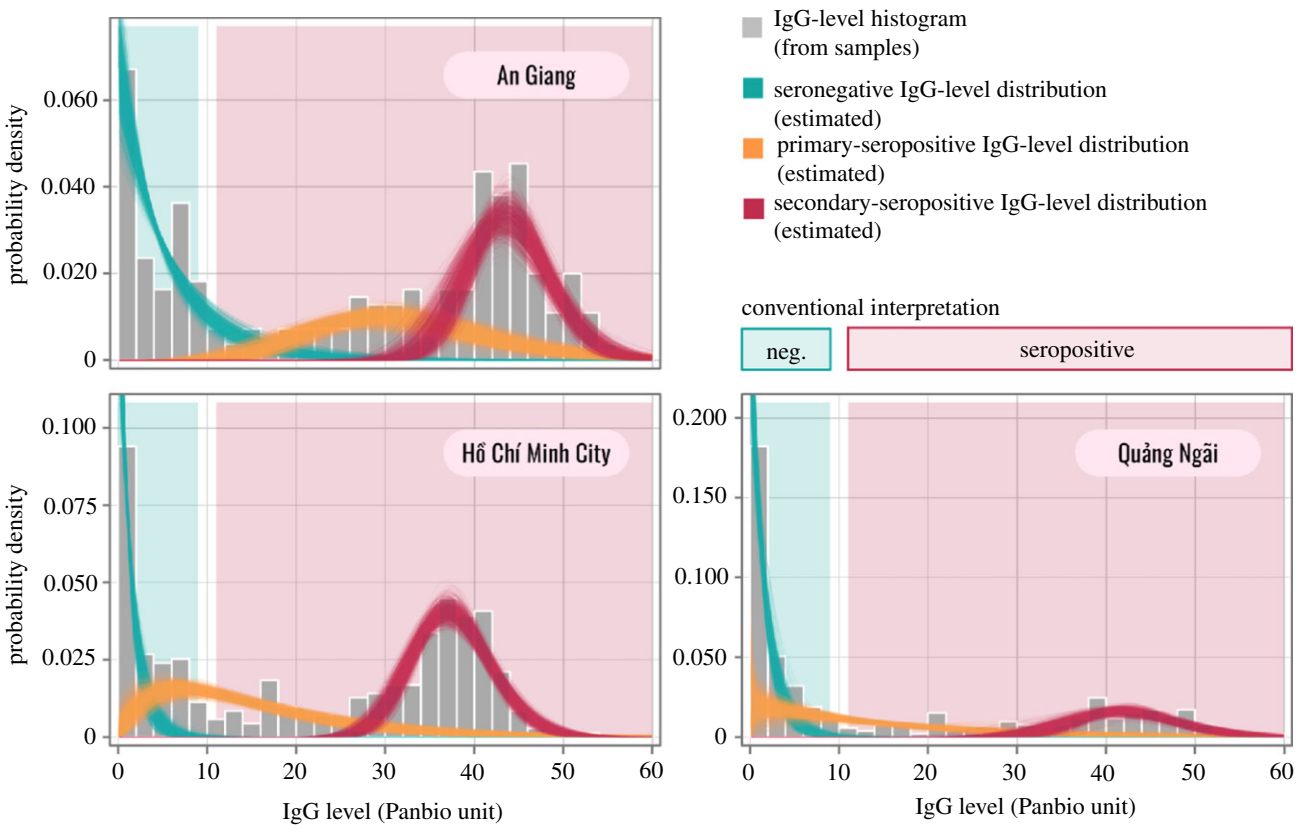 IgG-level histogram
(from samples)
seronegative IgG-level distribution
(estimated)
primary-seropositive IgG-level distribution
(estimated)
secondary-seropositive IgG-level distribution
(estimated)
conventional interpretation
neg.
seropositive
An Giang
probability density
0.060
0.040
0.020
0
Hồ Chí Minh City
probability density
0.100
0.075
0.050
0.025
0
0 10 20 30 40 50 60
IgG level (Panbio unit)
Quảng Ngãi
0.200
0.150
0.100
0.050
0
0 10 20 30 40 50 60
IgG level (Panbio unit)